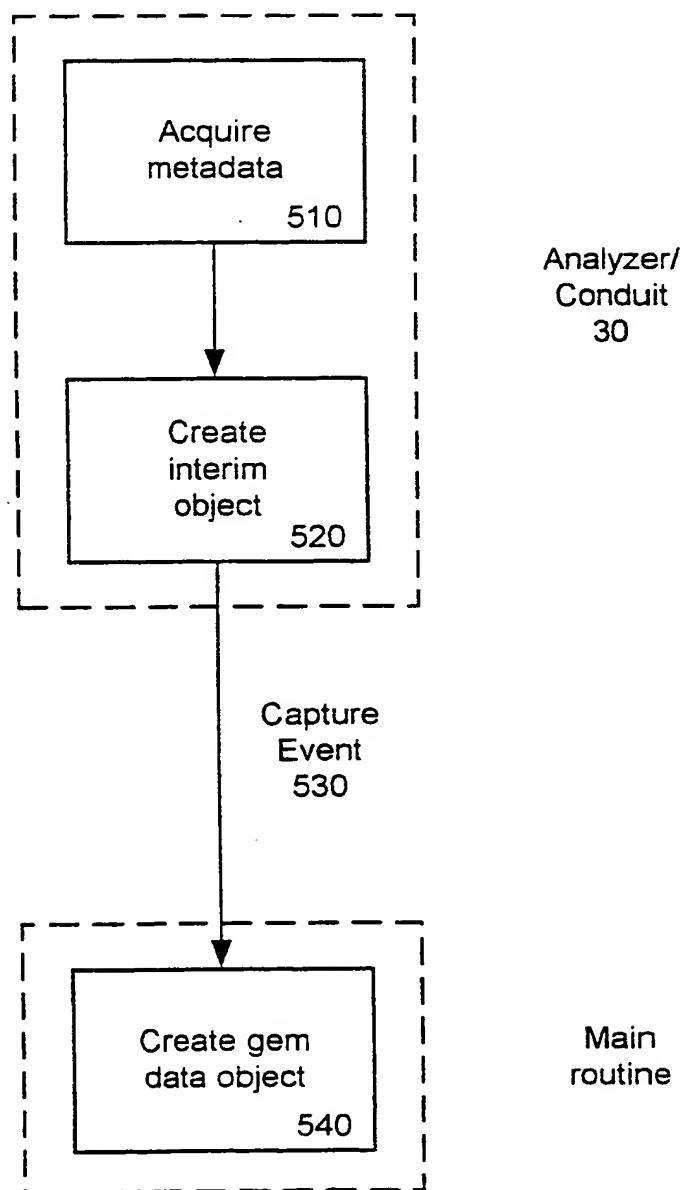 Acquire
metadata
510
Analyzer/
Conduit
30
Create
interim
object
520
Capture
Event
530
Create gem
data object
540
Main
routine